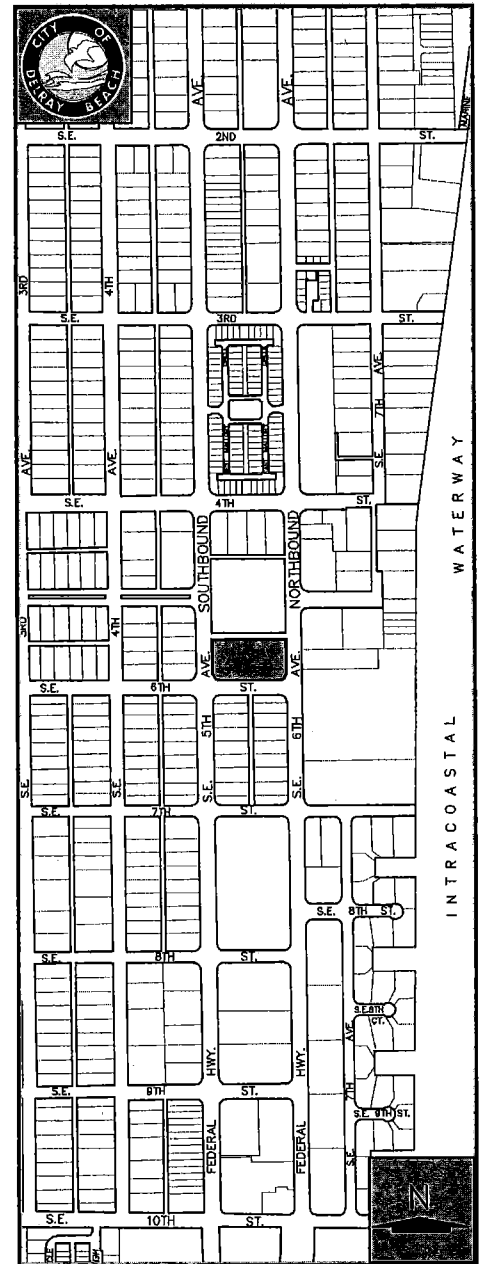 CITY OF
DELRAY BEACH
AVE.
AVE.
MARINE
S.E. 2ND ST.
3RD
4TH
S.E. 3RD ST.
AVE.
7TH
S.E.
AVE.
AVE.
S.E. 4TH ST.
WATERWAY
SOUTHBOUND
NORTHBOUND
3RD
4TH
AVE.
AVE.
S.E. 6TH ST.
5TH
6TH
S.E.
S.E.
S.E.
S.E.
INTRACOASTAL
S.E. 7TH ST.
S.E. 8TH ST.
S.E. 8TH ST.
S.E. 8TH CT.
AVE
HWY.
HWY.
7TH
S.E. 9TH ST.
S.E. 9TH ST.
FEDERAL
FEDERAL
S.E.
N
S.E. 10TH ST.